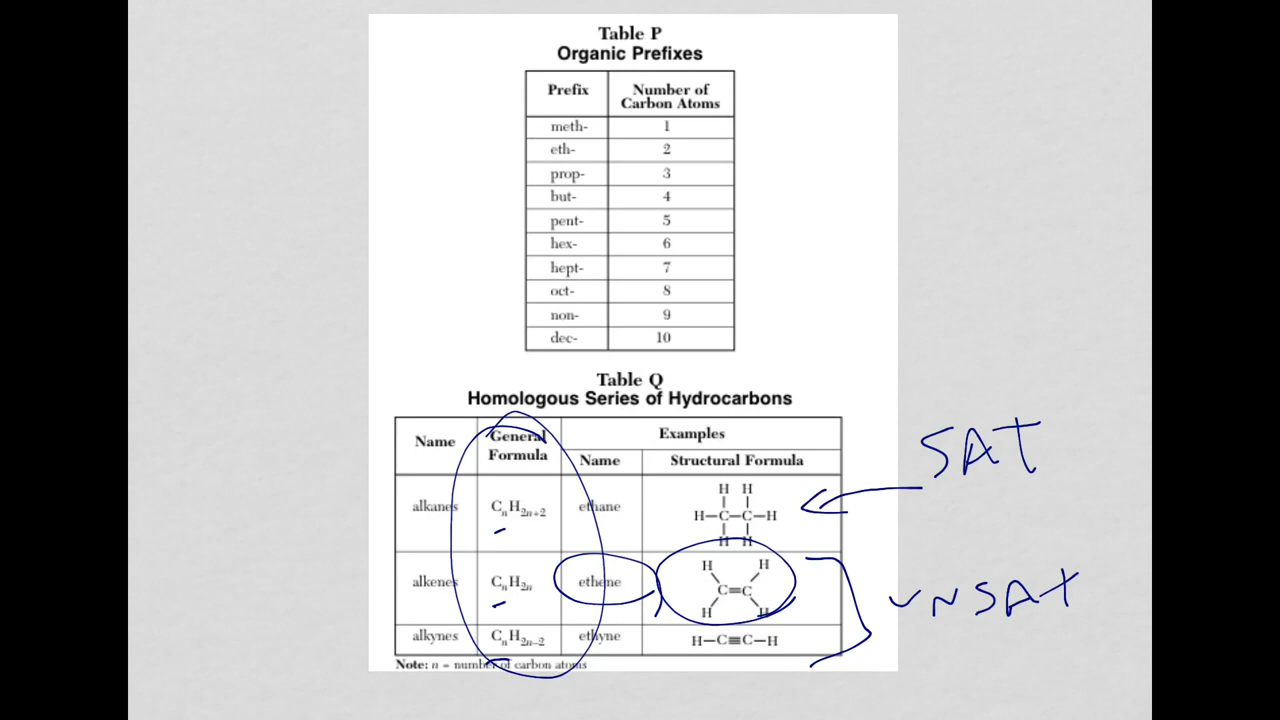 Table P
Organic Prefixes
Prefix Number of Carbon Atoms
meth- 1
eth- 2
prop- 3
but- 4
pent- 5
hex- 6
hept- 7
oct- 8
non- 9
dec- 10
Table Q
Homologous Series of Hydrocarbons
Name General Formula Examples
Name Structural Formula
alkanes CₙH₂ₙ₊₂ ethane
H H
H–C–C–H
H H
SAT
alkenes CₙH₂ₙ ethene
H H
C=C
H H
UNSAT
alkynes CₙH₂ₙ₋₂ ethyne H–C≡C–H
Note: n = number of carbon atoms